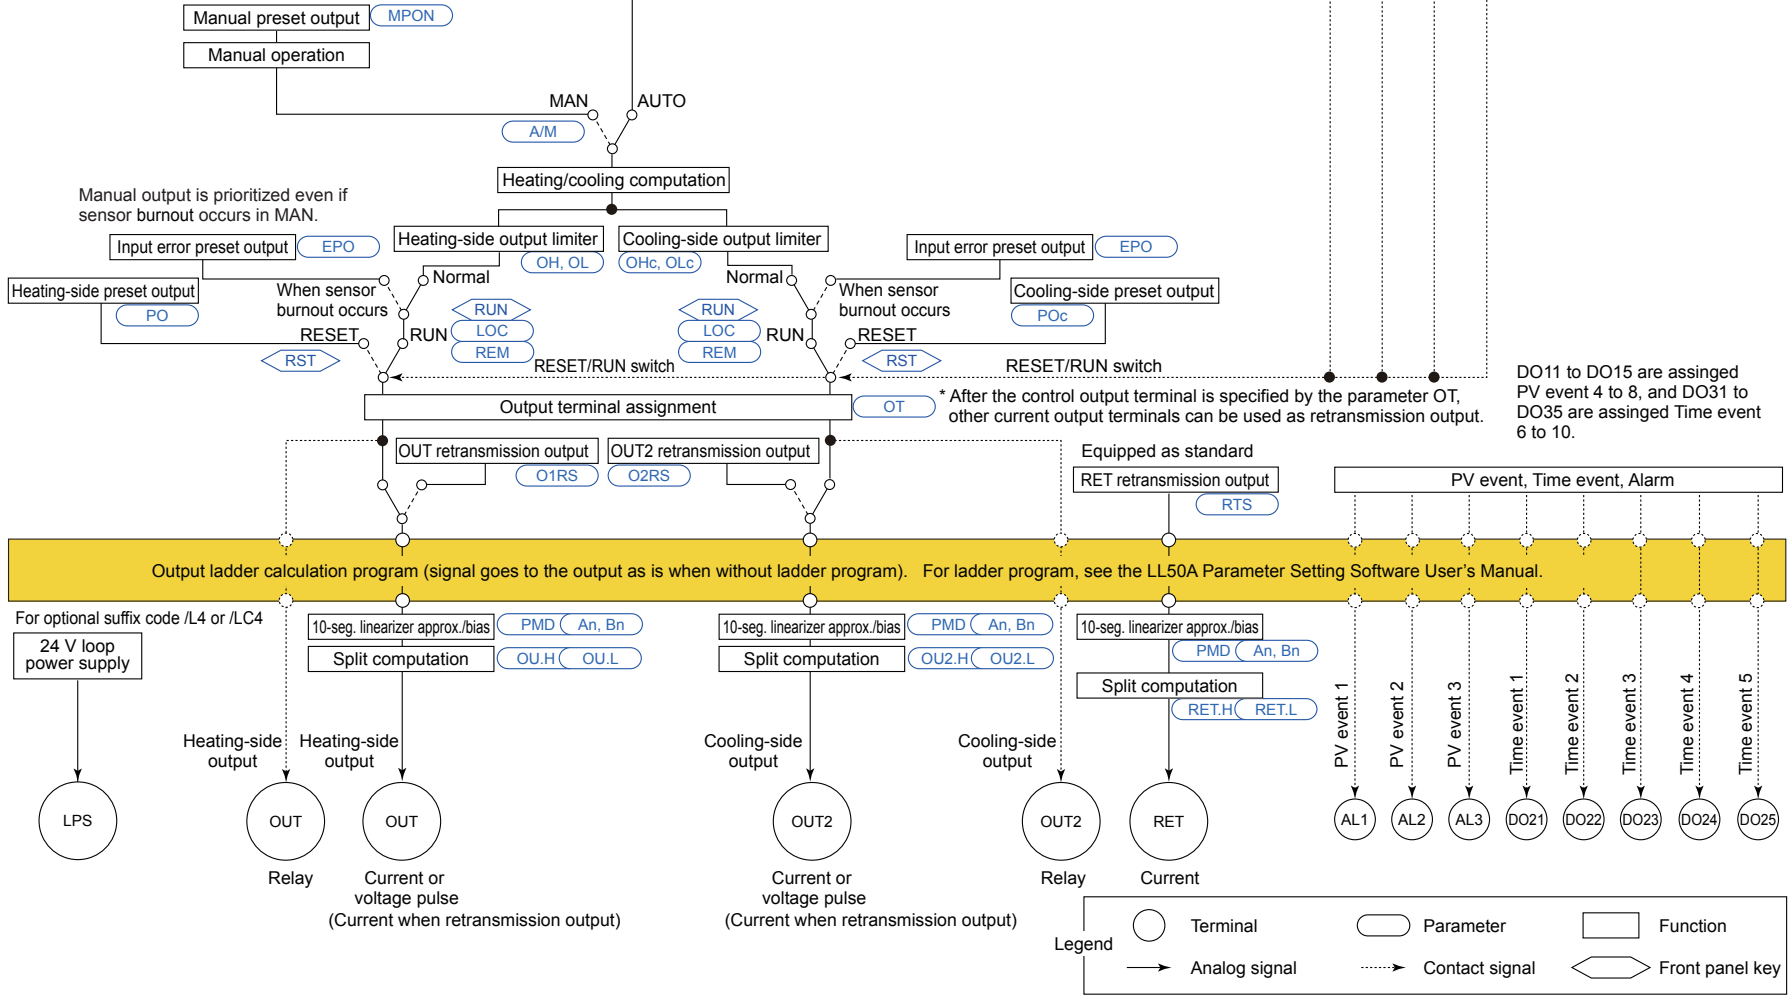 Manual preset output
MPON
Manual operation
MAN
AUTO
A/M
Heating/cooling computation
Manual output is prioritized even if
sensor burnout occurs in MAN.
Input error preset output
EPO
Heating-side output limiter
OH, OL
Cooling-side output limiter
OHc, OLc
Input error preset output
EPO
Heating-side preset output
PO
When sensor
burnout occurs
Normal
Normal
When sensor
burnout occurs
Cooling-side preset output
POc
RUN
LOC
REM
RUN
LOC
REM
RESET
RUN
RUN
RESET
RST
RST
RESET/RUN switch
RESET/RUN switch
Output terminal assignment
OT
* After the control output terminal is specified by the parameter OT,
other current output terminals can be used as retransmission output.
DO11 to DO15 are assinged
PV event 4 to 8, and DO31 to
DO35 are assinged Time event
6 to 10.
OUT retransmission output
O1RS
OUT2 retransmission output
O2RS
Equipped as standard
RET retransmission output
RTS
PV event, Time event, Alarm
Output ladder calculation program (signal goes to the output as is when without ladder program). For ladder program, see the LL50A Parameter Setting Software User's Manual.
For optional suffix code /L4 or /LC4
24 V loop
power supply
10-seg. linearizer approx./bias
PMD
An, Bn
Split computation
OU.H
OU.L
10-seg. linearizer approx./bias
PMD
An, Bn
Split computation
OU2.H
OU2.L
10-seg. linearizer approx./bias
PMD
An, Bn
Split computation
RET.H
RET.L
PV event 1
PV event 2
PV event 3
Time event 1
Time event 2
Time event 3
Time event 4
Time event 5
Heating-side
output
Heating-side
output
Cooling-side
output
Cooling-side
output
LPS
OUT
OUT
OUT2
OUT2
RET
AL1
AL2
AL3
DO21
DO22
DO23
DO24
DO25
Relay
Current or
voltage pulse
(Current when retransmission output)
Current or
voltage pulse
(Current when retransmission output)
Relay
Current
Legend
Terminal
Parameter
Function
Analog signal
Contact signal
Front panel key